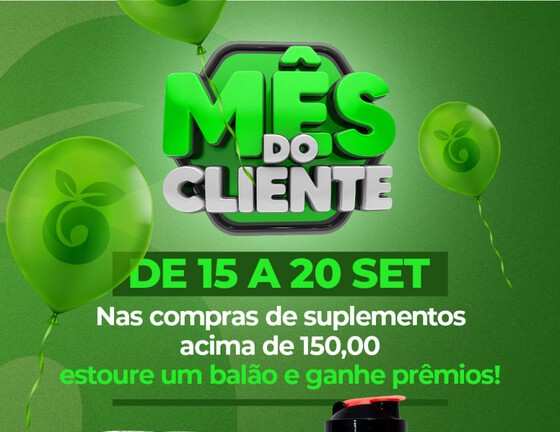 MÊS
DO
CLIENTE
DE 15 A 20 SET
Nas compras de suplementos
acima de 150,00
estoure um balão e ganhe prêmios!